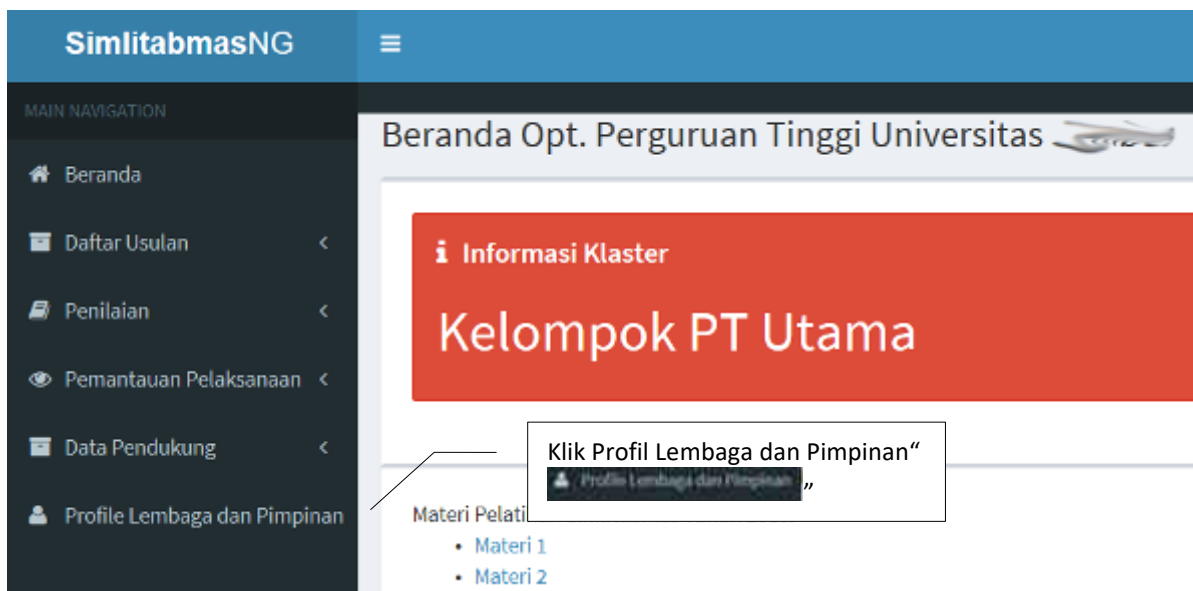 SimlitabmasNG
MAIN NAVIGATION
Beranda
Daftar Usulan
Penilaian
Pemantauan Pelaksanaan
Data Pendukung
Profile Lembaga dan Pimpinan
Beranda Opt. Perguruan Tinggi Universitas
Informasi Klaster
Kelompok PT Utama
Klik Profil Lembaga dan Pimpinan“
Profile Lembaga dan Pimpinan „
Materi Pelati
• Materi 1
• Materi 2